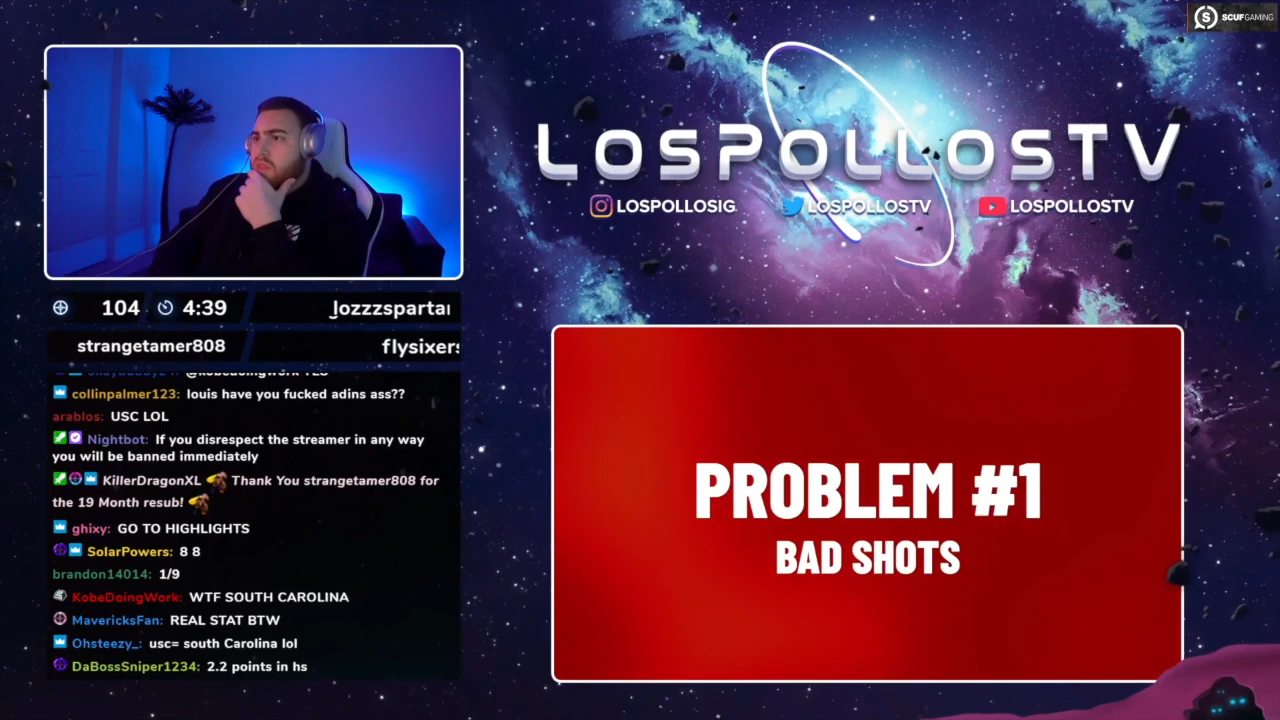 SCUFGAMING
LOSPOLLOSTV
LOSPOLLOSIG LOSPOLLOSTV LOSPOLLOSTV
104 4:39 _lozzzsparta
strangetamer808 flysixers
collinpalmer123: louis have you fucked adins ass??
arablos: USC LOL
Nightbot: If you disrespect the streamer in any way
you will be banned immediately
KillerDragonXL Thank You strangetamer808 for
the 19 Month resub!
ghixy: GO TO HIGHLIGHTS
SolarPowers: 8 8
brandon14014: 1/9
KobeDoingWork: WTF SOUTH CAROLINA
MavericksFan: REAL STAT BTW
Ohsteezy_: usc= south Carolina lol
DaBossSniper1234: 2.2 points in hs
PROBLEM #1
BAD SHOTS